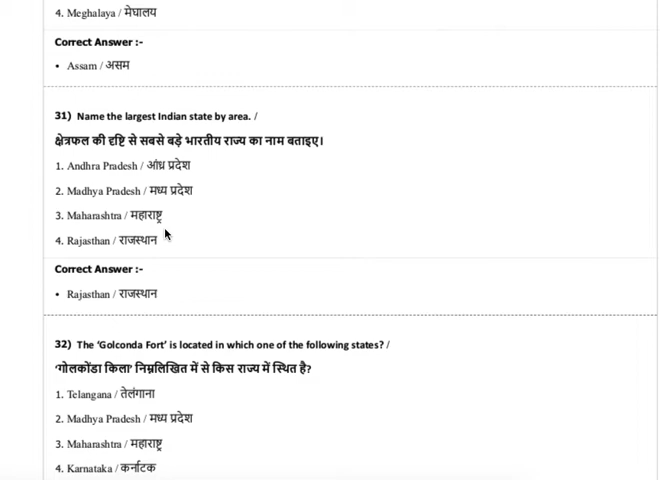 4. Meghalaya / मेघालय
Correct Answer :-
• Assam / असम
31) Name the largest Indian state by area. /
क्षेत्रफल की दृष्टि से सबसे बड़े भारतीय राज्य का नाम बताइए।
1. Andhra Pradesh / आंध्र प्रदेश
2. Madhya Pradesh / मध्य प्रदेश
3. Maharashtra / महाराष्ट्र
4. Rajasthan / राजस्थान
Correct Answer :-
• Rajasthan / राजस्थान
32) The ‘Golconda Fort’ is located in which one of the following states? /
‘गोलकोंडा किला’ निम्नलिखित में से किस राज्य में स्थित है?
1. Telangana / तेलंगाना
2. Madhya Pradesh / मध्य प्रदेश
3. Maharashtra / महाराष्ट्र
4. Karnataka / कर्नाटक